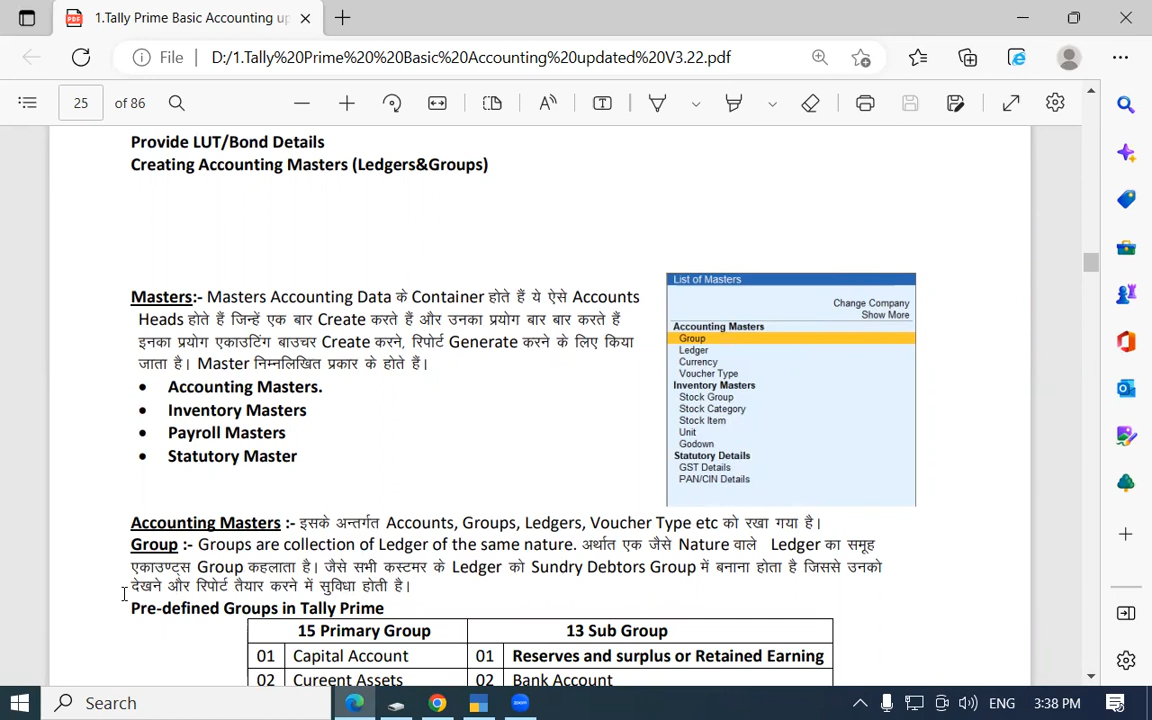 1.Tally Prime Basic Accounting up
File
D:/1.Tally%20Prime%20%20Basic%20Accounting%20updated%20V3.22.pdf
25 of 86
Provide LUT/Bond Details
Creating Accounting Masters (Ledgers&Groups)
Masters:- Masters Accounting Data के Container होते हैं ये ऐसे Accounts
Heads होते हैं जिन्हें एक बार Create करते हैं और उनका प्रयोग बार बार करते हैं
इनका प्रयोग एकाउटिंग बाउचर Create करने, रिपोर्ट Generate करने के लिए किया
जाता है। Master निम्नलिखित प्रकार के होते हैं।
• Accounting Masters.
• Inventory Masters
• Payroll Masters
• Statutory Master
List of Masters
Change Company
Show More
Accounting Masters
Group
Ledger
Currency
Voucher Type
Inventory Masters
Stock Group
Stock Category
Stock Item
Unit
Godown
Statutory Details
GST Details
PAN/CIN Details
Accounting Masters :- इसके अन्तर्गत Accounts, Groups, Ledgers, Voucher Type etc को रखा गया है।
Group :- Groups are collection of Ledger of the same nature. अर्थात एक जैसे Nature वाले Ledger का समूह
एकाउण्ट्स Group कहलाता है। जैसे सभी कस्टमर के Ledger को Sundry Debtors Group में बनाना होता है जिससे उनको
देखने और रिपोर्ट तैयार करने में सुविधा होती है।
Pre-defined Groups in Tally Prime
15 Primary Group 13 Sub Group
01 Capital Account 01 Reserves and surplus or Retained Earning
02 Cureent Assets 02 Bank Account
Search
ENG
3:38 PM